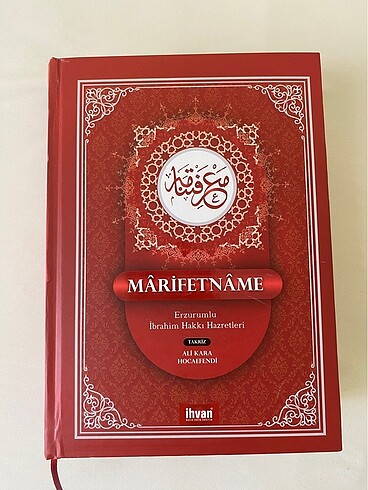 معرفتنامه
MÂRİFETNÂME
Erzurumlu
İbrahim Hakkı Hazretleri
TAKRİZ
ALİ KARA
HOCAEFENDİ
ihvan